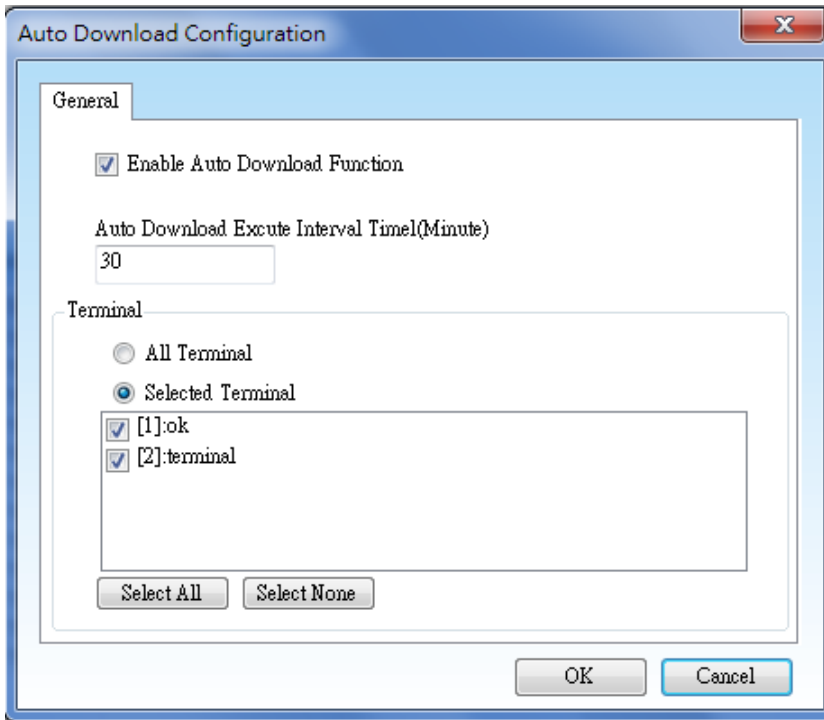 Auto Download Configuration
General
Enable Auto Download Function
Auto Download Excute Interval Timel(Minute)
30
Terminal
All Terminal
Selected Terminal
[1]:ok
[2]:terminal
Select All Select None
OK Cancel